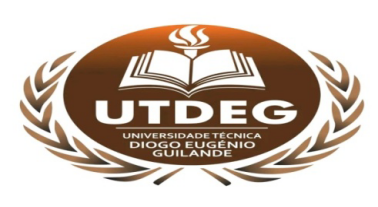 UTDEG
UNIVERSIDADE TÉCNICA
DIOGO EUGÉNIO
GUILANDE